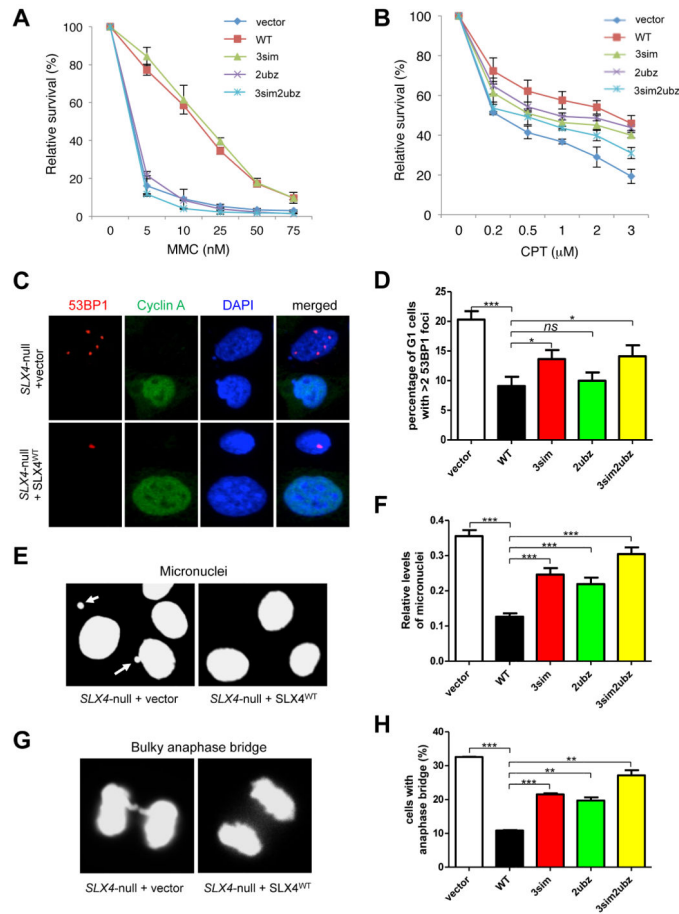 A
Relative survival (%)
100
80
60
40
20
0
0 5 10 25 50 75
MMC (nM)
vector
WT
3sim
2ubz
3sim2ubz
B
Relative survival (%)
100
80
60
40
20
0
0 0.2 0.5 1 2 3
CPT (μM)
vector
WT
3sim
2ubz
3sim2ubz
C
53BP1 Cyclin A DAPI merged
SLX4-null
+vector
SLX4-null
+ SLX4WT
D
percentage of G1 cells
with >2 53BP1 foci
25
20
15
10
5
0
***
*
ns
*
vector WT 3sim 2ubz 3sim2ubz
E
Micronuclei
SLX4-null + vector SLX4-null + SLX4WT
F
Relative levels
of micronuclei
0.4
0.3
0.2
0.1
0.0
***
***
***
***
vector WT 3sim 2ubz 3sim2ubz
G
Bulky anaphase bridge
SLX4-null + vector SLX4-null + SLX4WT
H
cells with
anaphase bridge (%)
40
30
20
10
0
***
**
**
***
vector WT 3sim 2ubz 3sim2ubz